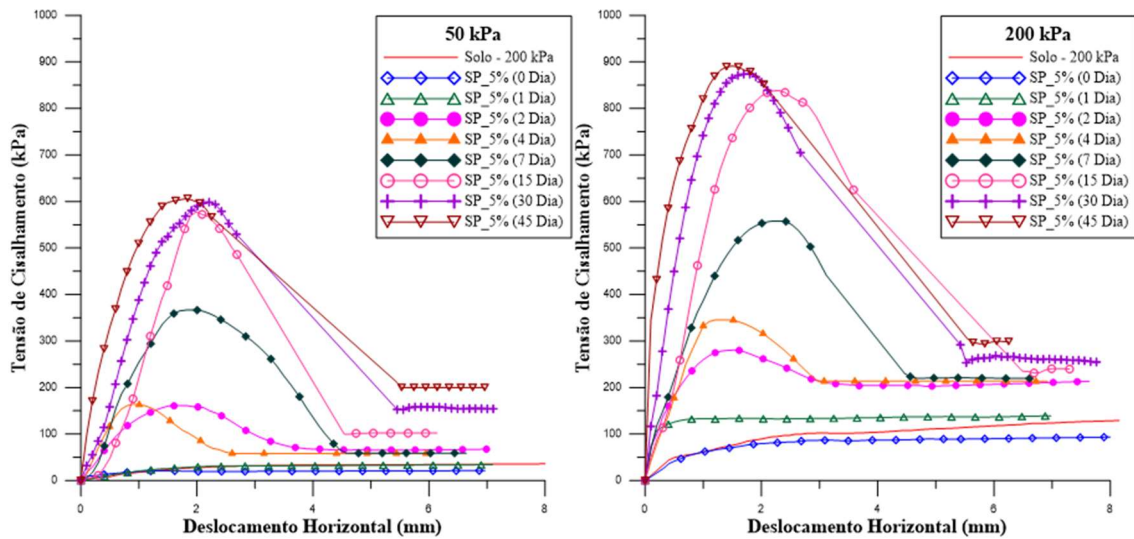 1000
900
800
700
600
500
400
300
200
100
0
Tensão de Cisalhamento (kPa)
50 kPa
Solo - 200 kPa
SP_5% (0 Dia)
SP_5% (1 Dia)
SP_5% (2 Dia)
SP_5% (4 Dia)
SP_5% (7 Dia)
SP_5% (15 Dia)
SP_5% (30 Dia)
SP_5% (45 Dia)
0 2 4 6 8
Deslocamento Horizontal (mm)
1000
900
800
700
600
500
400
300
200
100
0
Tensão de Cisalhamento (kPa)
200 kPa
Solo - 200 kPa
SP_5% (0 Dia)
SP_5% (1 Dia)
SP_5% (2 Dia)
SP_5% (4 Dia)
SP_5% (7 Dia)
SP_5% (15 Dia)
SP_5% (30 Dia)
SP_5% (45 Dia)
0 2 4 6 8
Deslocamento Horizontal (mm)